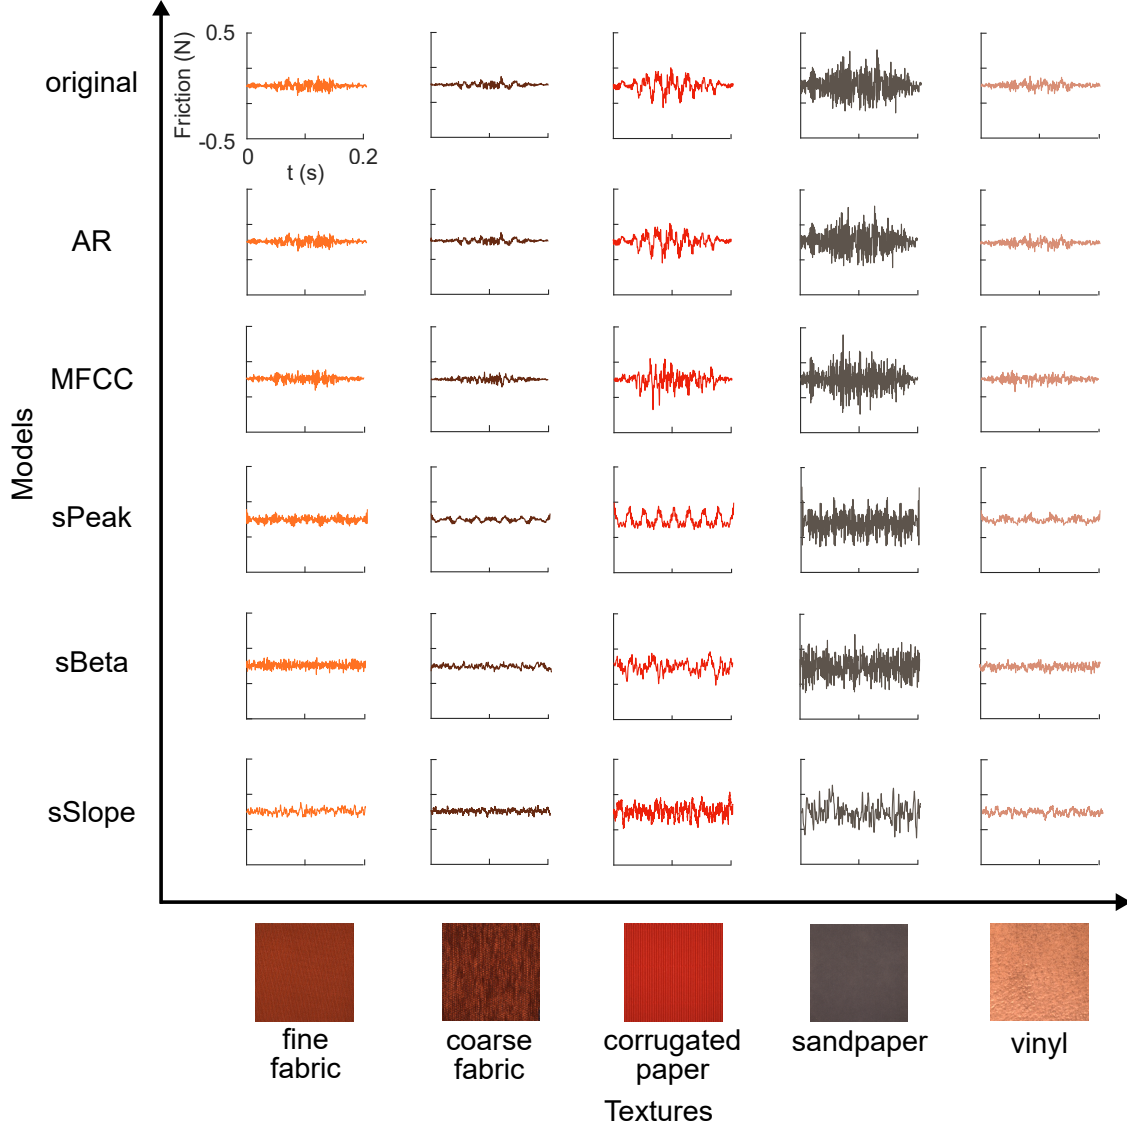 0.5
Friction (N)
original
-0.5
0
0.2
t (s)
AR
MFCC
Models
sPeak
sBeta
sSlope
fine
fabric
coarse
fabric
corrugated
paper
sandpaper
vinyl
Textures